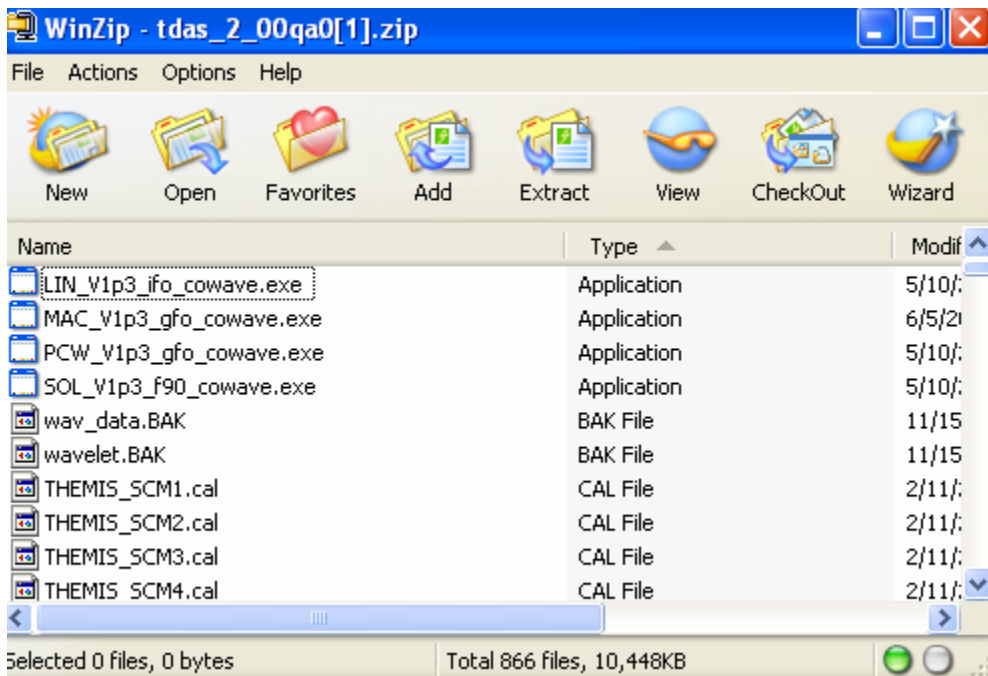 WinZip - tdas_2_00qa0[1].zip
File Actions Options Help
New Open Favorites Add Extract View CheckOut Wizard
Name Type Modif
LIN_V1p3_ifo_cowave.exe Application 5/10/
MAC_V1p3_gfo_cowave.exe Application 6/5/2
PCW_V1p3_gfo_cowave.exe Application 5/10/
SOL_V1p3_f90_cowave.exe Application 5/10/
wav_data.BAK BAK File 11/15
wavelet.BAK BAK File 11/15
THEMIS_SCM1.cal CAL File 2/11/
THEMIS_SCM2.cal CAL File 2/11/
THEMIS_SCM3.cal CAL File 2/11/
THEMIS_SCM4.cal CAL File 2/11/
Selected 0 files, 0 bytes Total 866 files, 10,448KB